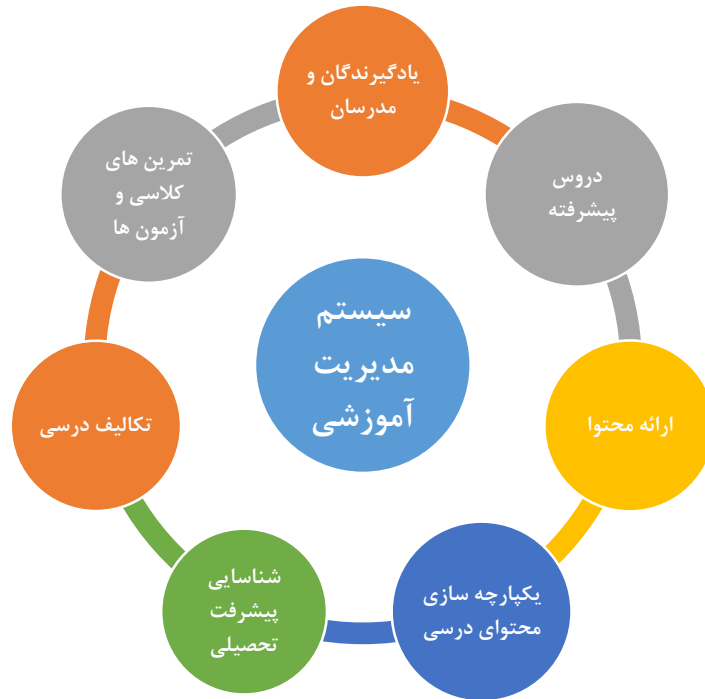 یادگیرندگان و
مدرسان
دروس
پیشرفته
ارائه محتوا
یکپارچه سازی
محتوای درسی
شناسایی
پیشرفت
تحصیلی
تکالیف درسی
تمرین های
کلاسی و
آزمون ها
سیستم
مدیریت
آموزشی